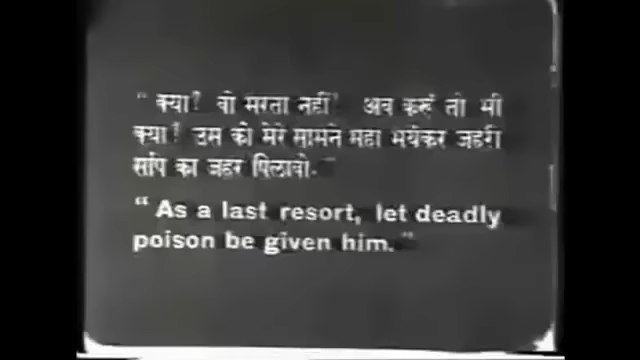 “ क्या? वो मरता नहीं! अब करूं तो भी
क्या! उस को मेरे सामने महा भयंकर जहरी
सांप का जहर पिलावो. ”
“ As a last resort, let deadly
poison be given him. ”